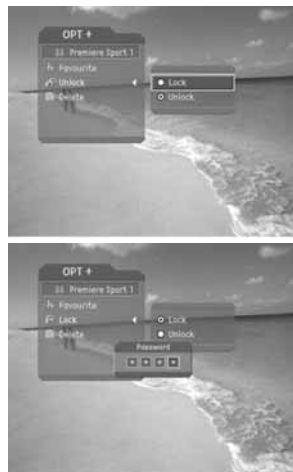 OPT +
Premiere Sport 1
Favourite
Unlock
Lock
Delete
Unlock
OPT +
Premiere Sport 1
Favourite
Lock
Lock
Delete
Unlock
Password
* * * *